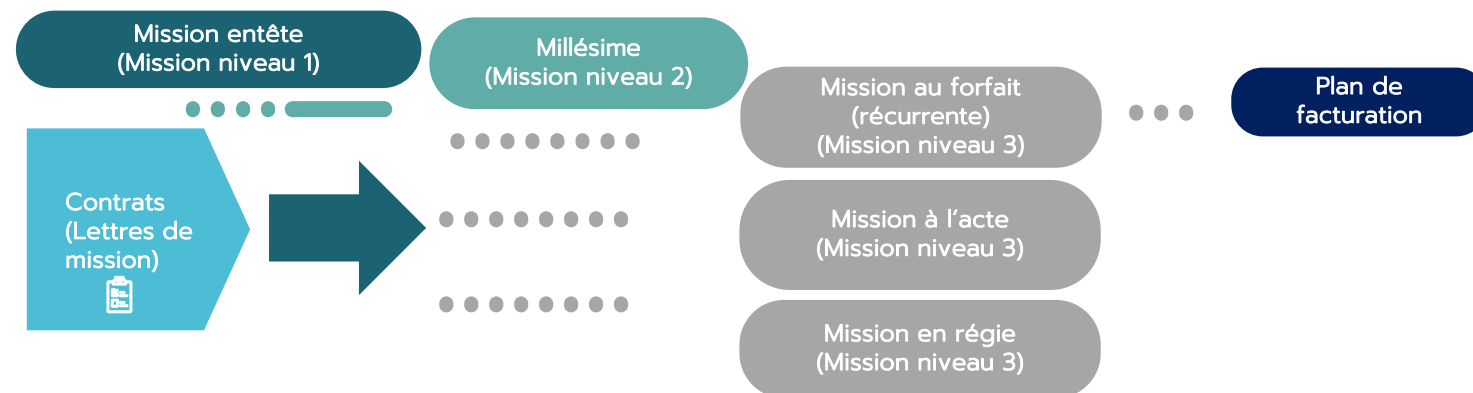 Mission entête
(Mission niveau 1)
Millésime
(Mission niveau 2)
Mission au forfait
(récurrente)
(Mission niveau 3)
Plan de
facturation
Contrats
(Lettres de
mission)
Mission à l'acte
(Mission niveau 3)
Mission en régie
(Mission niveau 3)